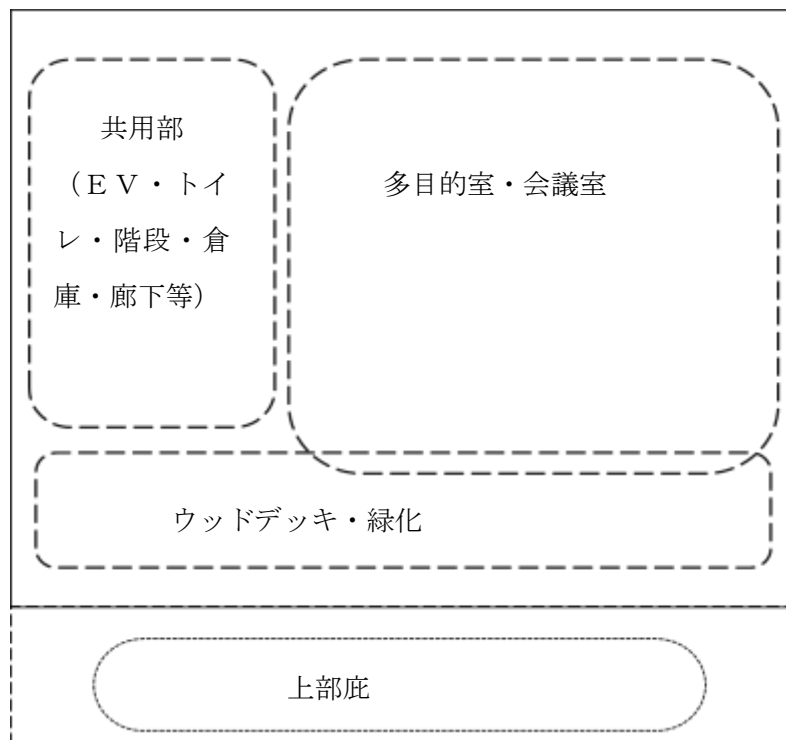 共用部
（ＥＶ・トイ
レ・階段・倉
庫・廊下等）
多目的室・会議室
ウッドデッキ・緑化
上部庇